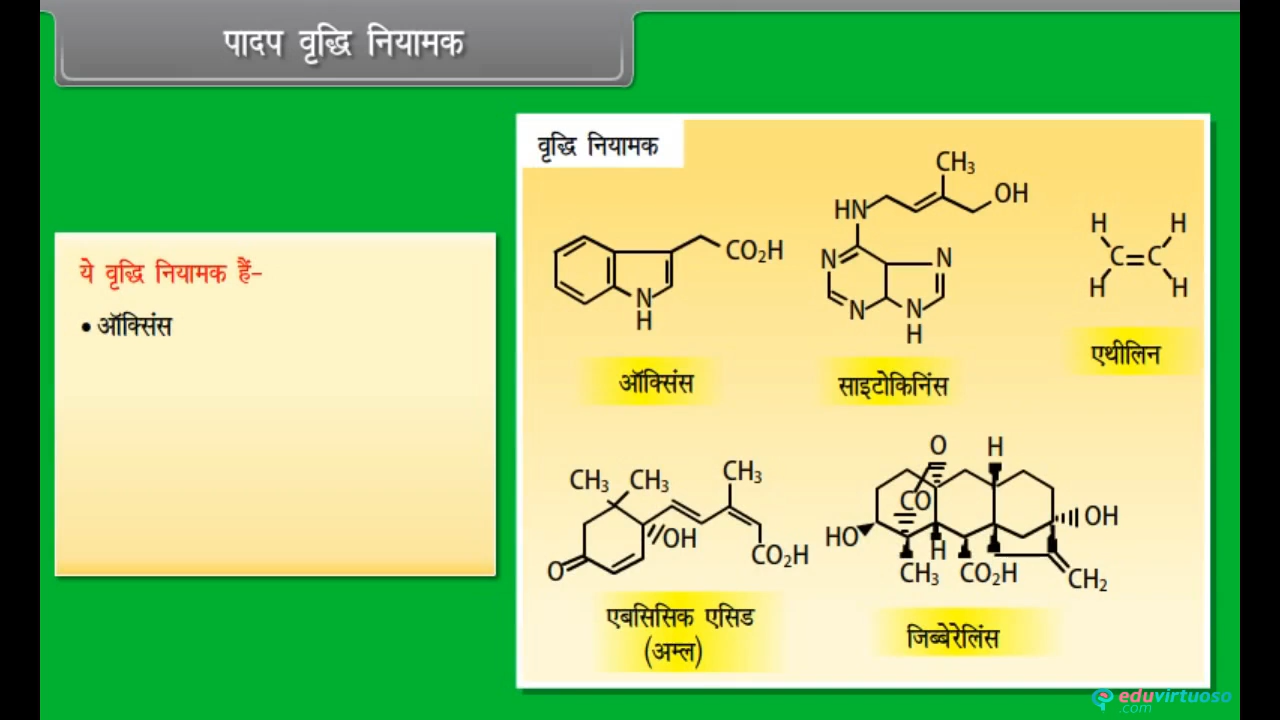 पादप वृद्धि नियामक
ये वृद्धि नियामक हैं-
• ऑक्सिंस
वृद्धि नियामक
CO₂H
N
H
ऑक्सिंस
CH₃
OH
HN
N
N
N
N
H
साइटोकिनिंस
H
H
C=C
H
H
एथीलिन
CH₃
CH₃
CH₃
OH
CO₂H
O
एबसिसिक एसिड
(अम्ल)
O
H
CO
HO
OH
H
CH₃
CO₂H
CH₂
जिब्बेरेलिंस
eduvirtuoso
.com